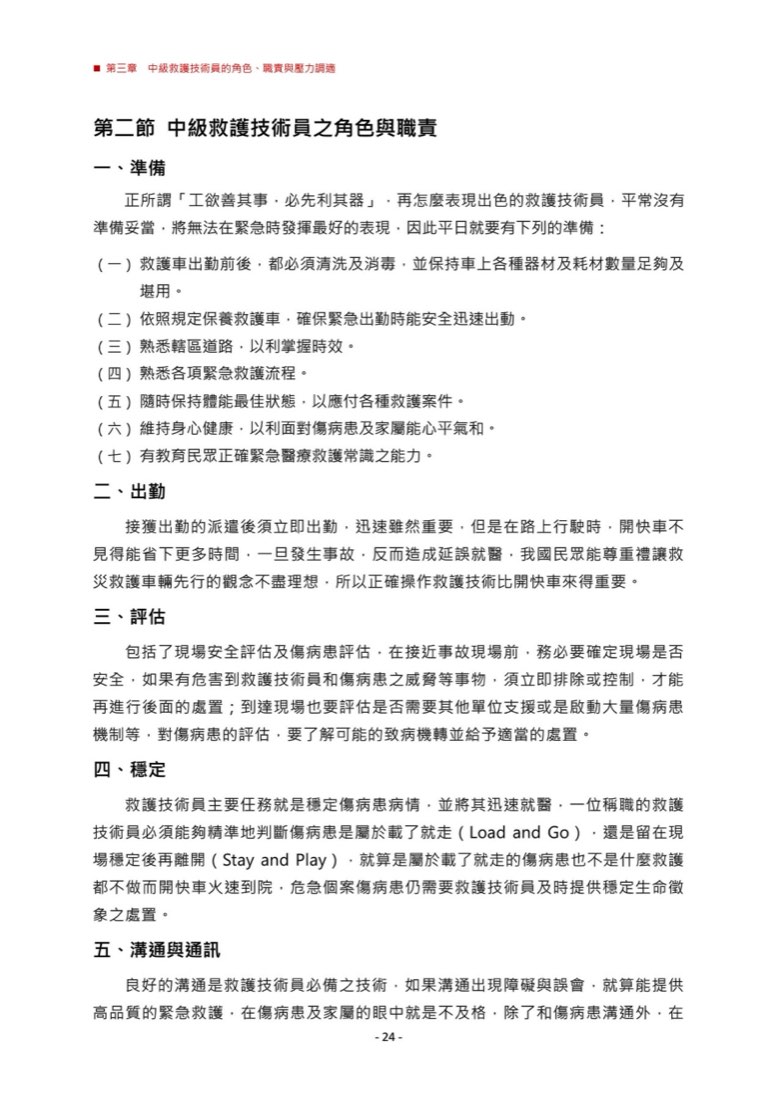 ■ 第三章　中級救護技術員的角色、職責與壓力調適
第二節 中級救護技術員之角色與職責
一、準備
正所謂「工欲善其事，必先利其器」，再怎麼表現出色的救護技術員，平常沒有
準備妥當，將無法在緊急時發揮最好的表現，因此平日就要有下列的準備：
（一）救護車出勤前後，都必須清洗及消毒，並保持車上各種器材及耗材數量足夠及
堪用。
（二）依照規定保養救護車，確保緊急出勤時能安全迅速出動。
（三）熟悉轄區道路，以利掌握時效。
（四）熟悉各項緊急救護流程。
（五）隨時保持體能最佳狀態，以應付各種救護案件。
（六）維持身心健康，以利面對傷病患及家屬能心平氣和。
（七）有教育民眾正確緊急醫療救護常識之能力。
二、出勤
接獲出勤的派遣後須立即出勤，迅速雖然重要，但是在路上行駛時，開快車不
見得能省下更多時間，一旦發生事故，反而造成延誤就醫，我國民眾能尊重禮讓救
災救護車輛先行的觀念不盡理想，所以正確操作救護技術比開快車來得重要。
三、評估
包括了現場安全評估及傷病患評估，在接近事故現場前，務必要確定現場是否
安全，如果有危害到救護技術員和傷病患之威脅等事物，須立即排除或控制，才能
再進行後面的處置；到達現場也要評估是否需要其他單位支援或是啟動大量傷病患
機制等，對傷病患的評估，要了解可能的致病機轉並給予適當的處置。
四、穩定
救護技術員主要任務就是穩定傷病患病情，並將其迅速就醫，一位稱職的救護
技術員必須能夠精準地判斷傷病患是屬於載了就走（Load and Go），還是留在現
場穩定後再離開（Stay and Play），就算是屬於載了就走的傷病患也不是什麼救護
都不做而開快車火速到院，危急個案傷病患仍需要救護技術員及時提供穩定生命徵
象之處置。
五、溝通與通訊
良好的溝通是救護技術員必備之技術，如果溝通出現障礙與誤會，就算能提供
高品質的緊急救護，在傷病患及家屬的眼中就是不及格，除了和傷病患溝通外，在
- 24 -